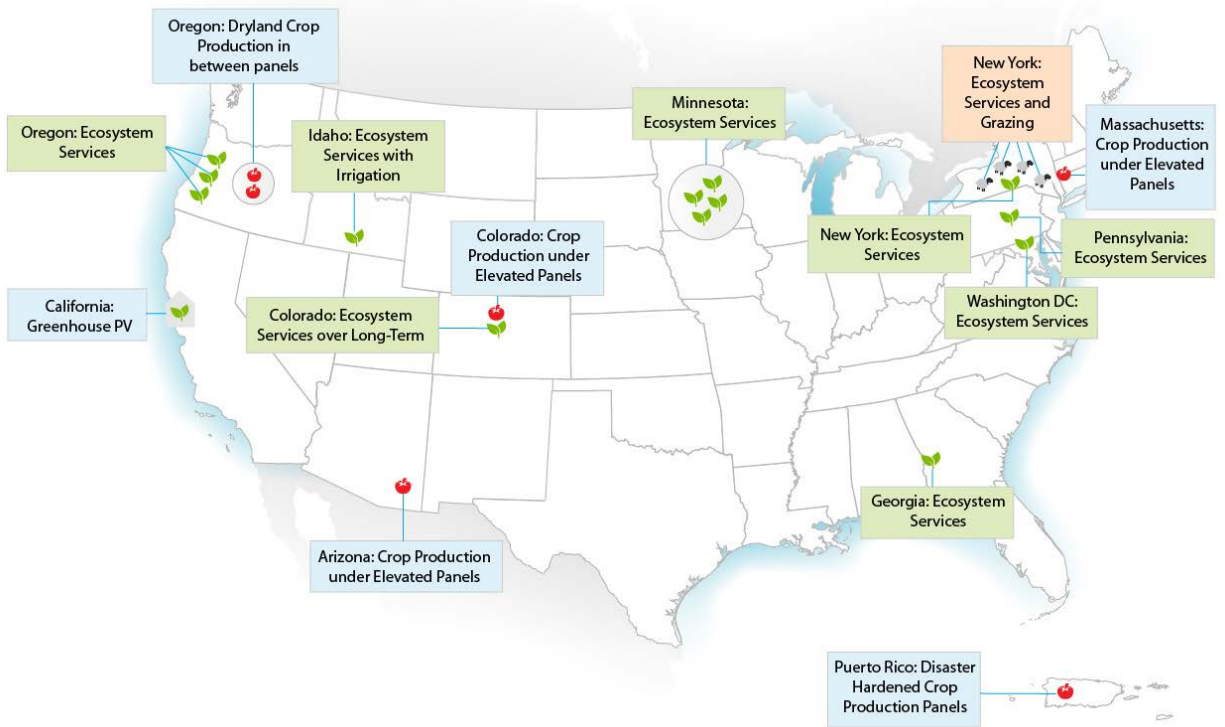 Oregon: Dryland Crop
Production in
between panels
Oregon: Ecosystem
Services
Idaho: Ecosystem
Services with
Irrigation
Minnesota:
Ecosystem Services
New York:
Ecosystem
Services and
Grazing
Massachusetts:
Crop Production
under Elevated
Panels
Colorado: Crop
Production under
Elevated Panels
New York: Ecosystem
Services
Pennsylvania:
Ecosystem Services
California:
Greenhouse PV
Colorado: Ecosystem
Services over Long-Term
Washington DC:
Ecosystem Services
Georgia: Ecosystem
Services
Arizona: Crop Production
under Elevated Panels
Puerto Rico: Disaster
Hardened Crop
Production Panels